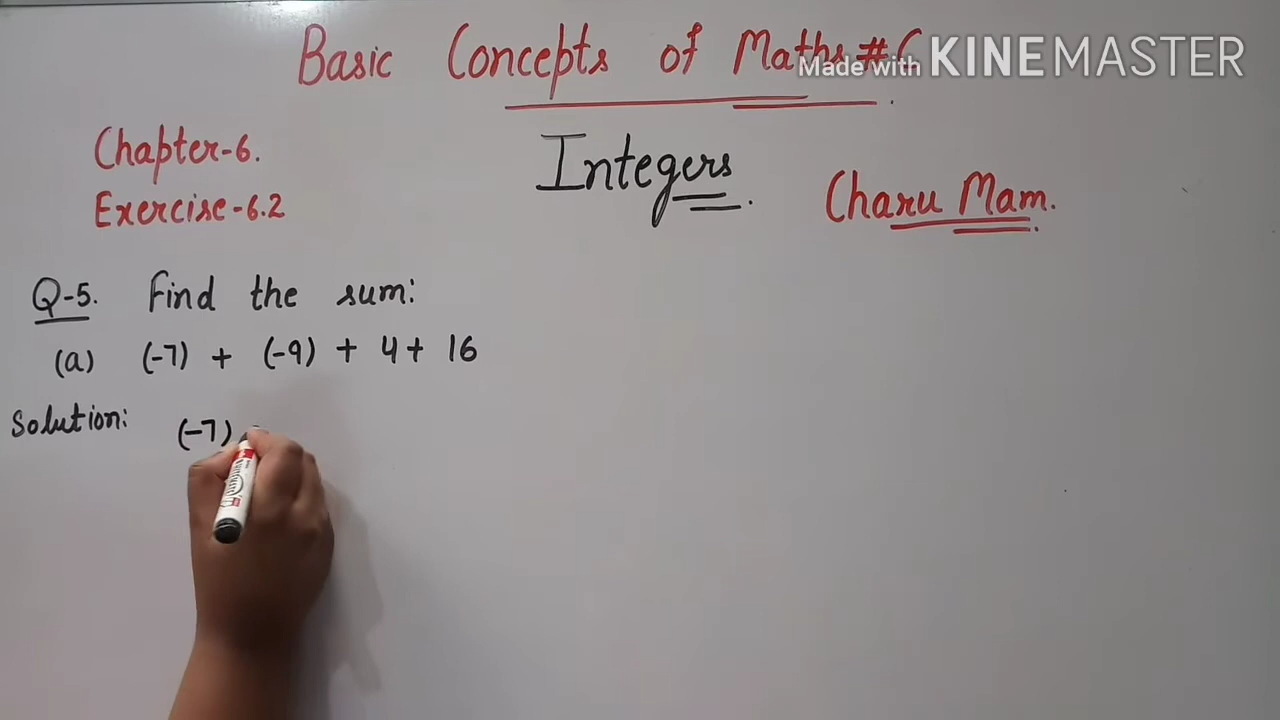 Basic Concepts of Maths #
Made with KINEMASTER
Integers
Chapter-6.
Exercise-6.2
Charu Mam.
Q-5. Find the sum:
(a) (-7) + (-9) + 4 + 16
Solution: (-7)